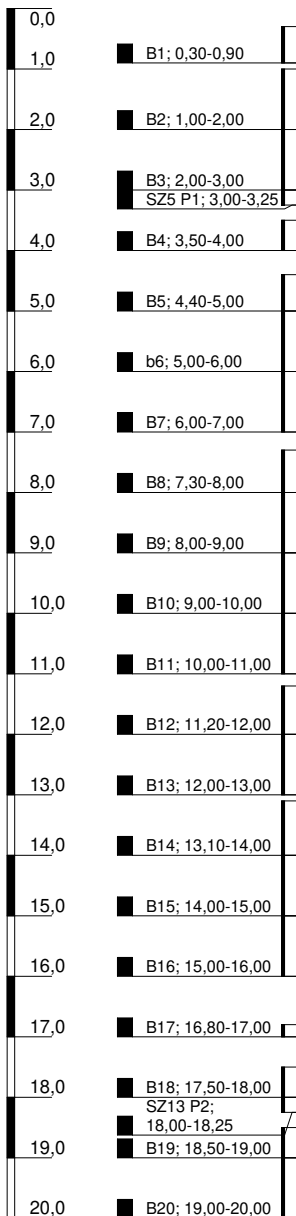 0,0
1,0
B1; 0,30-0,90
2,0
B2; 1,00-2,00
3,0
B3; 2,00-3,00
SZ5 P1; 3,00-3,25
4,0
B4; 3,50-4,00
5,0
B5; 4,40-5,00
6,0
b6; 5,00-6,00
7,0
B7; 6,00-7,00
8,0
B8; 7,30-8,00
9,0
B9; 8,00-9,00
10,0
B10; 9,00-10,00
11,0
B11; 10,00-11,00
12,0
B12; 11,20-12,00
13,0
B13; 12,00-13,00
14,0
B14; 13,10-14,00
15,0
B15; 14,00-15,00
16,0
B16; 15,00-16,00
17,0
B17; 16,80-17,00
18,0
B18; 17,50-18,00
SZ13 P2;
18,00-18,25
19,0
B19; 18,50-19,00
20,0
B20; 19,00-20,00